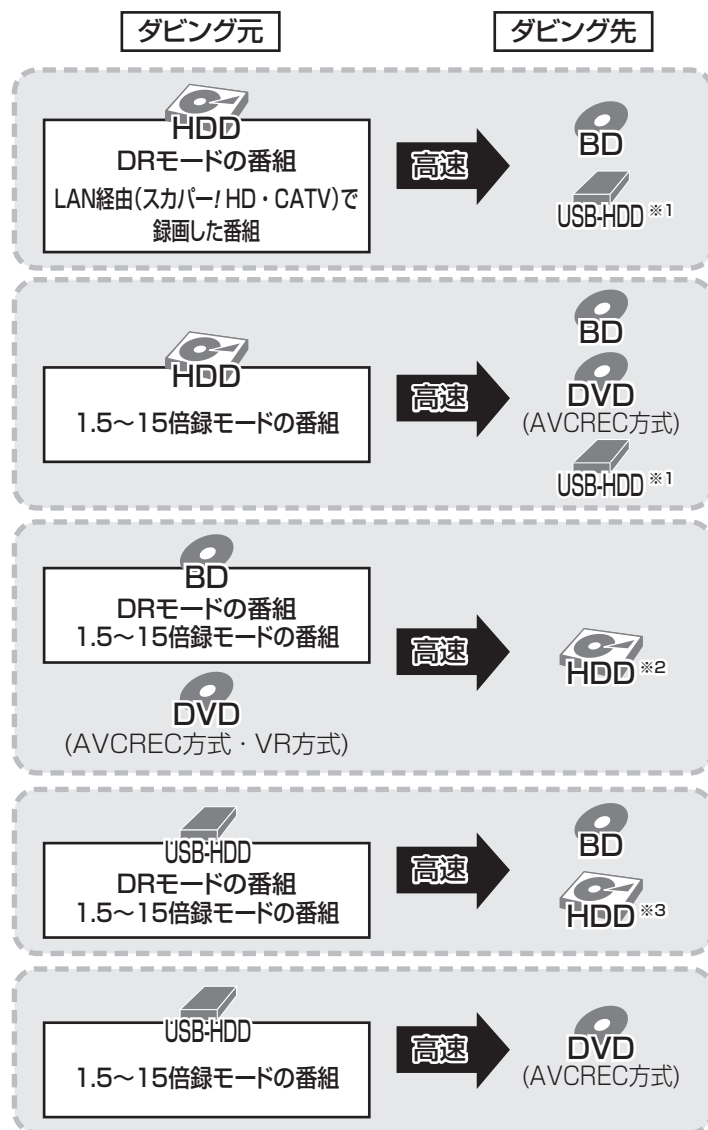 ダビング元
ダビング先
HDD
DRモードの番組
LAN経由(スカパー!HD・CATV)で
録画した番組
高速
BD
USB-HDD※1
HDD
1.5～15倍録モードの番組
高速
BD
DVD
(AVCREC方式)
USB-HDD※1
BD
DRモードの番組
1.5～15倍録モードの番組
DVD
(AVCREC方式・VR方式)
高速
HDD※2
USB-HDD
DRモードの番組
1.5～15倍録モードの番組
高速
BD
HDD※3
USB-HDD
1.5～15倍録モードの番組
高速
DVD
(AVCREC方式)